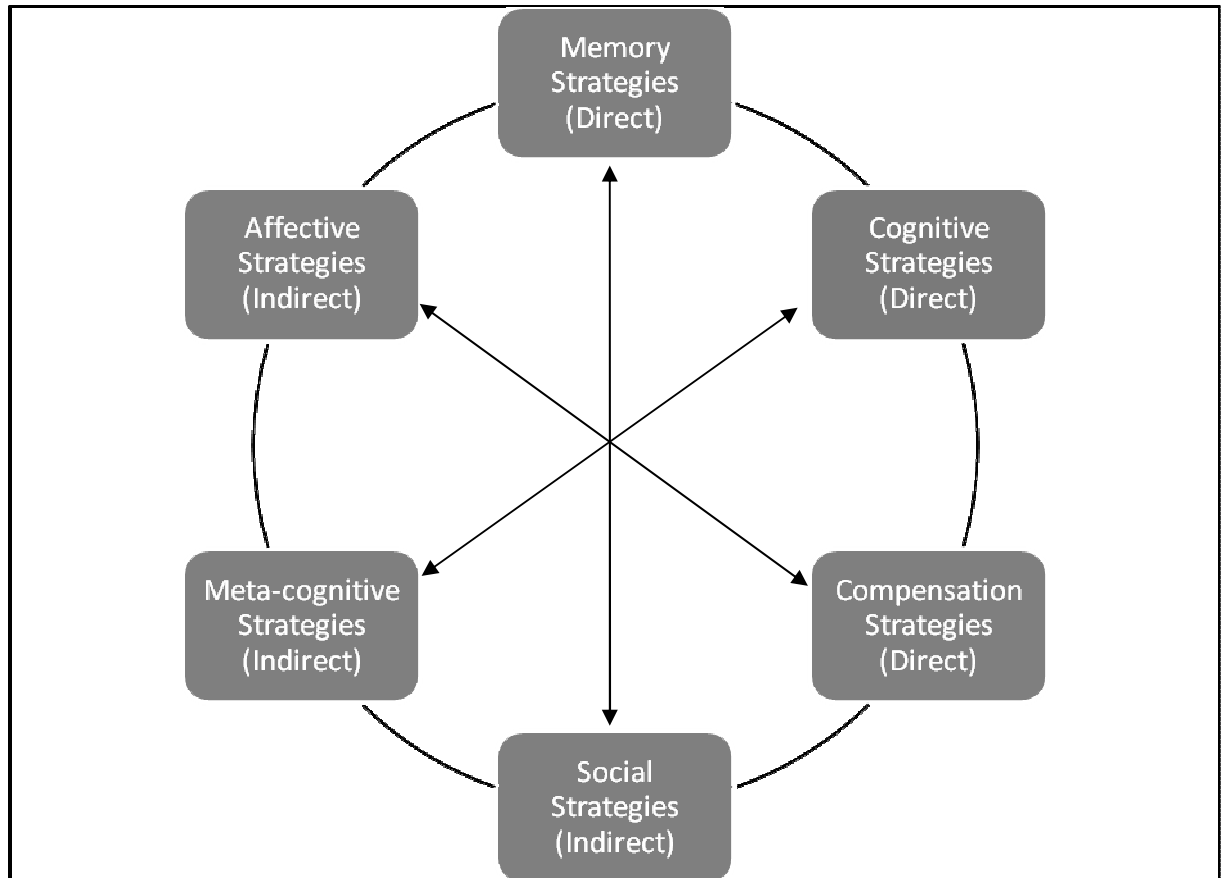 Memory
Strategies
(Direct)
Affective
Strategies
(Indirect)
Cognitive
Strategies
(Direct)
Meta-cognitive
Strategies
(Indirect)
Compensation
Strategies
(Direct)
Social
Strategies
(Indirect)